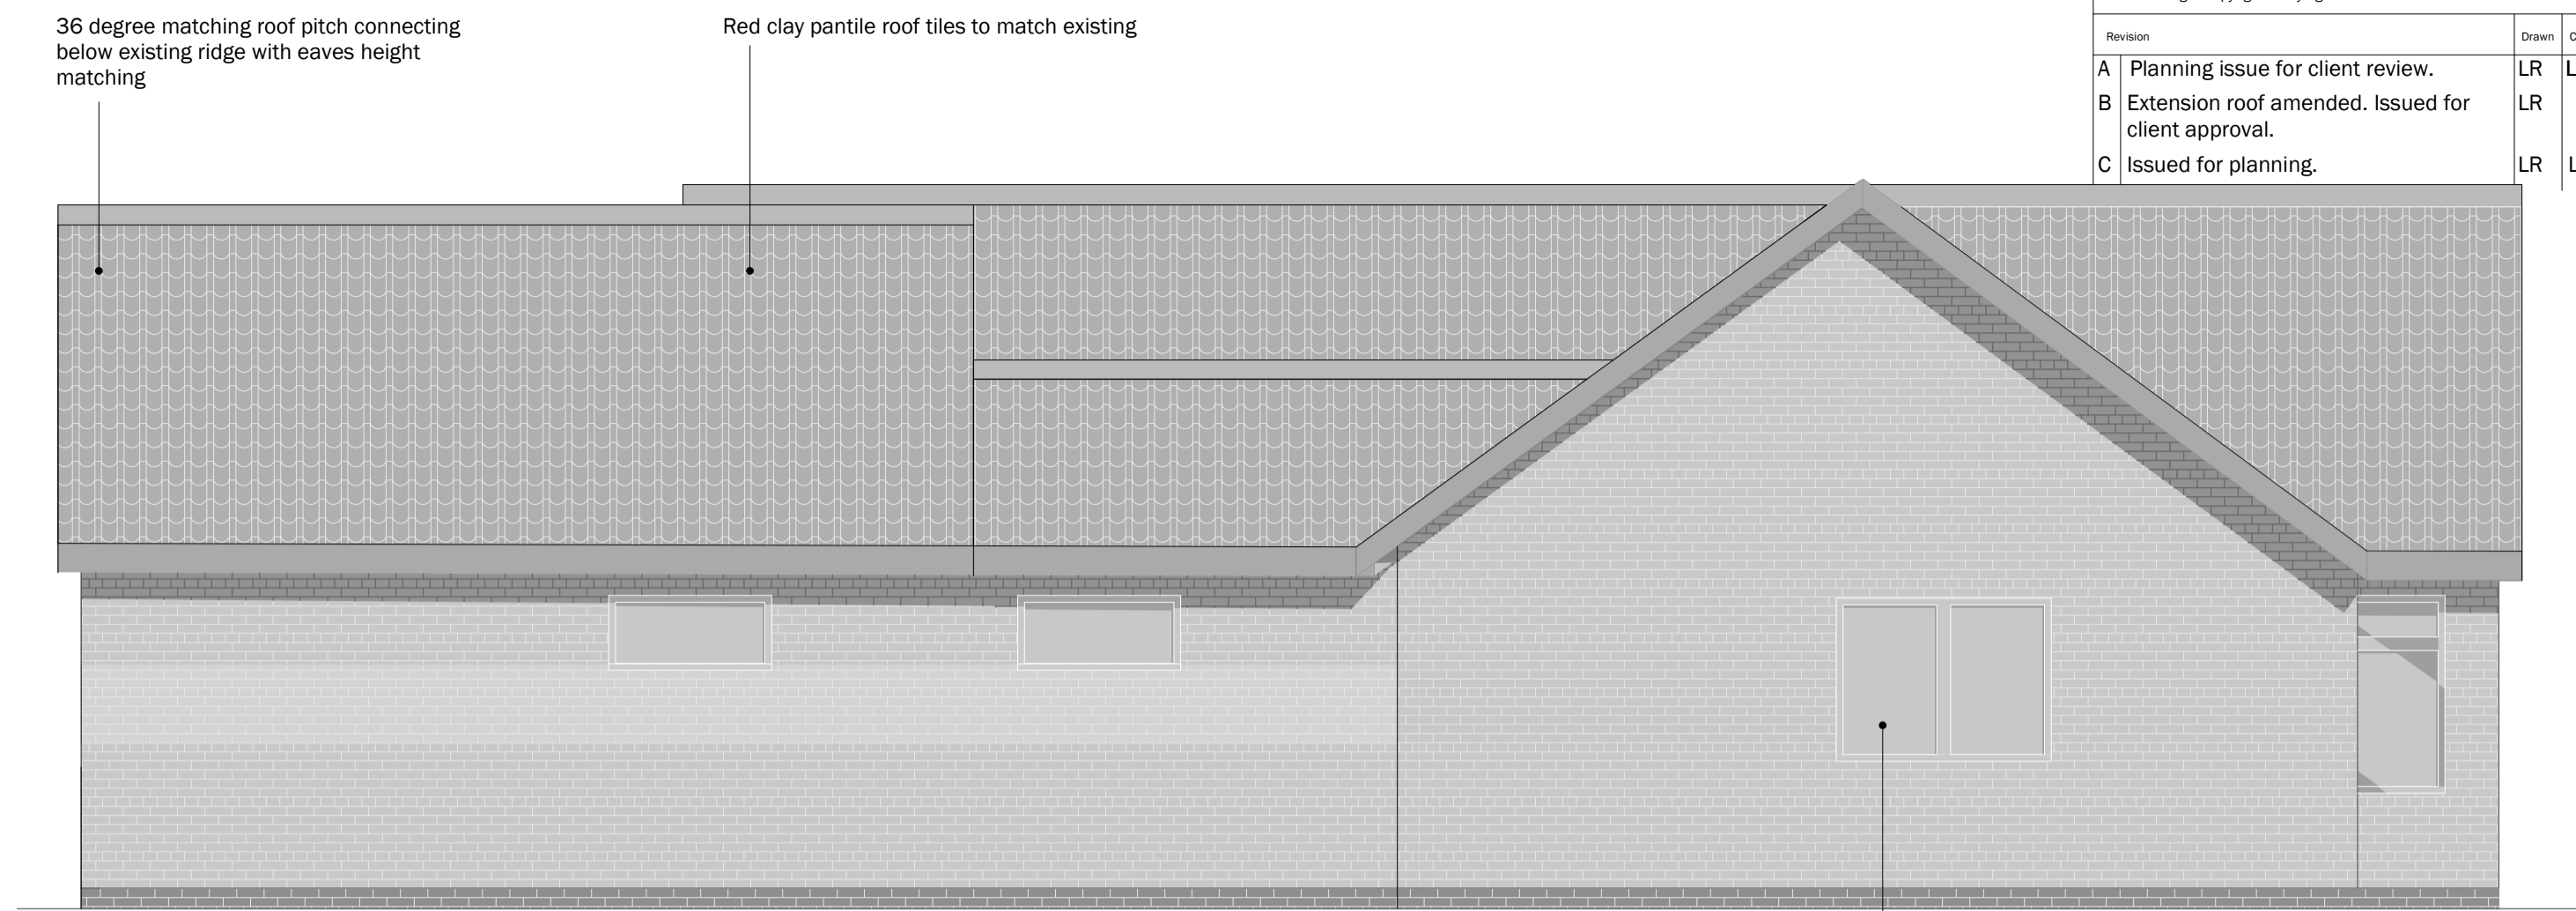 36 degree matching roof pitch connecting
below existing ridge with eaves height
matching
Red clay pantile roof tiles to match existing
Revision
Drawn
A Planning issue for client review. LR
B Extension roof amended. Issued for LR
client approval.
C Issued for planning. LR